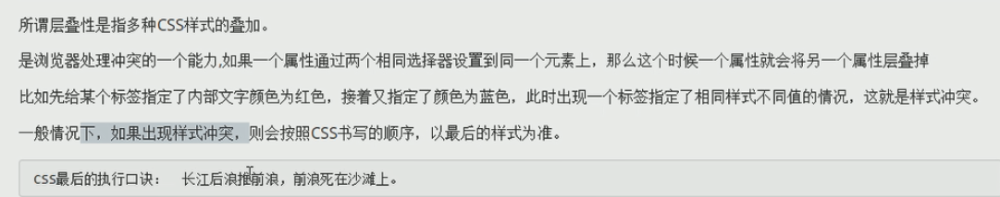 所谓层叠性是指多种CSS样式的叠加。
是浏览器处理冲突的一个能力,如果一个属性通过两个相同选择器设置到同一个元素上，那么这个时候一个属性就会将另一个属性层叠掉
比如先给某个标签指定了内部文字颜色为红色，接着又指定了颜色为蓝色，此时出现一个标签指定了相同样式不同值的情况，这就是样式冲突。
一般情况下，如果出现样式冲突，则会按照CSS书写的顺序，以最后的样式为准。
CSS最后的执行口诀： 长江后浪推前浪，前浪死在沙滩上。